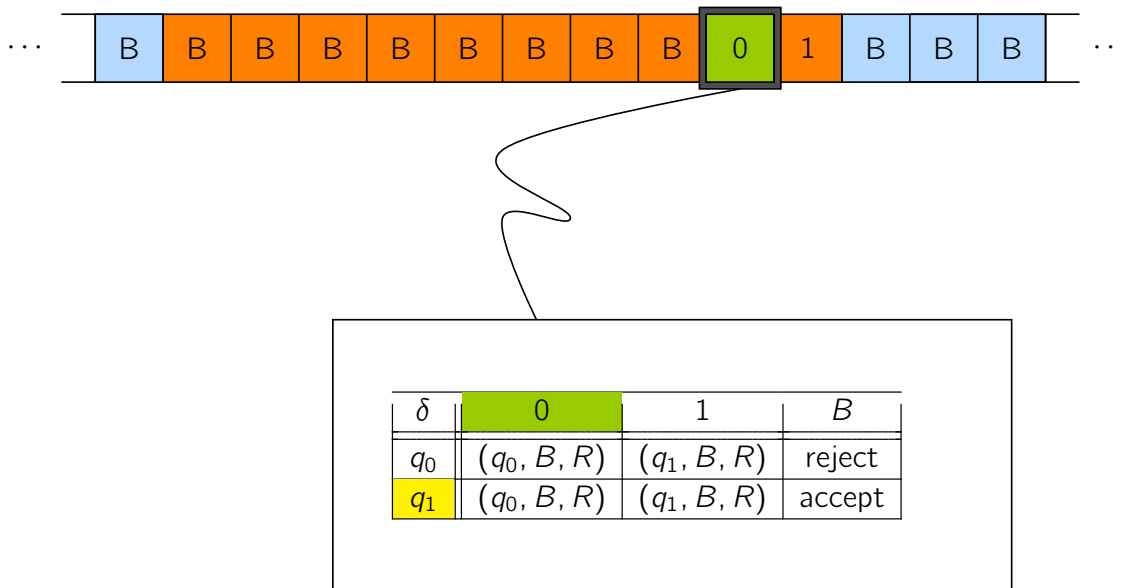 ··· B B B B B B B B B 0 1 B B B ··
δ 0 1 B
q₀ (q₀, B, R) (q₁, B, R) reject
q₁ (q₀, B, R) (q₁, B, R) accept